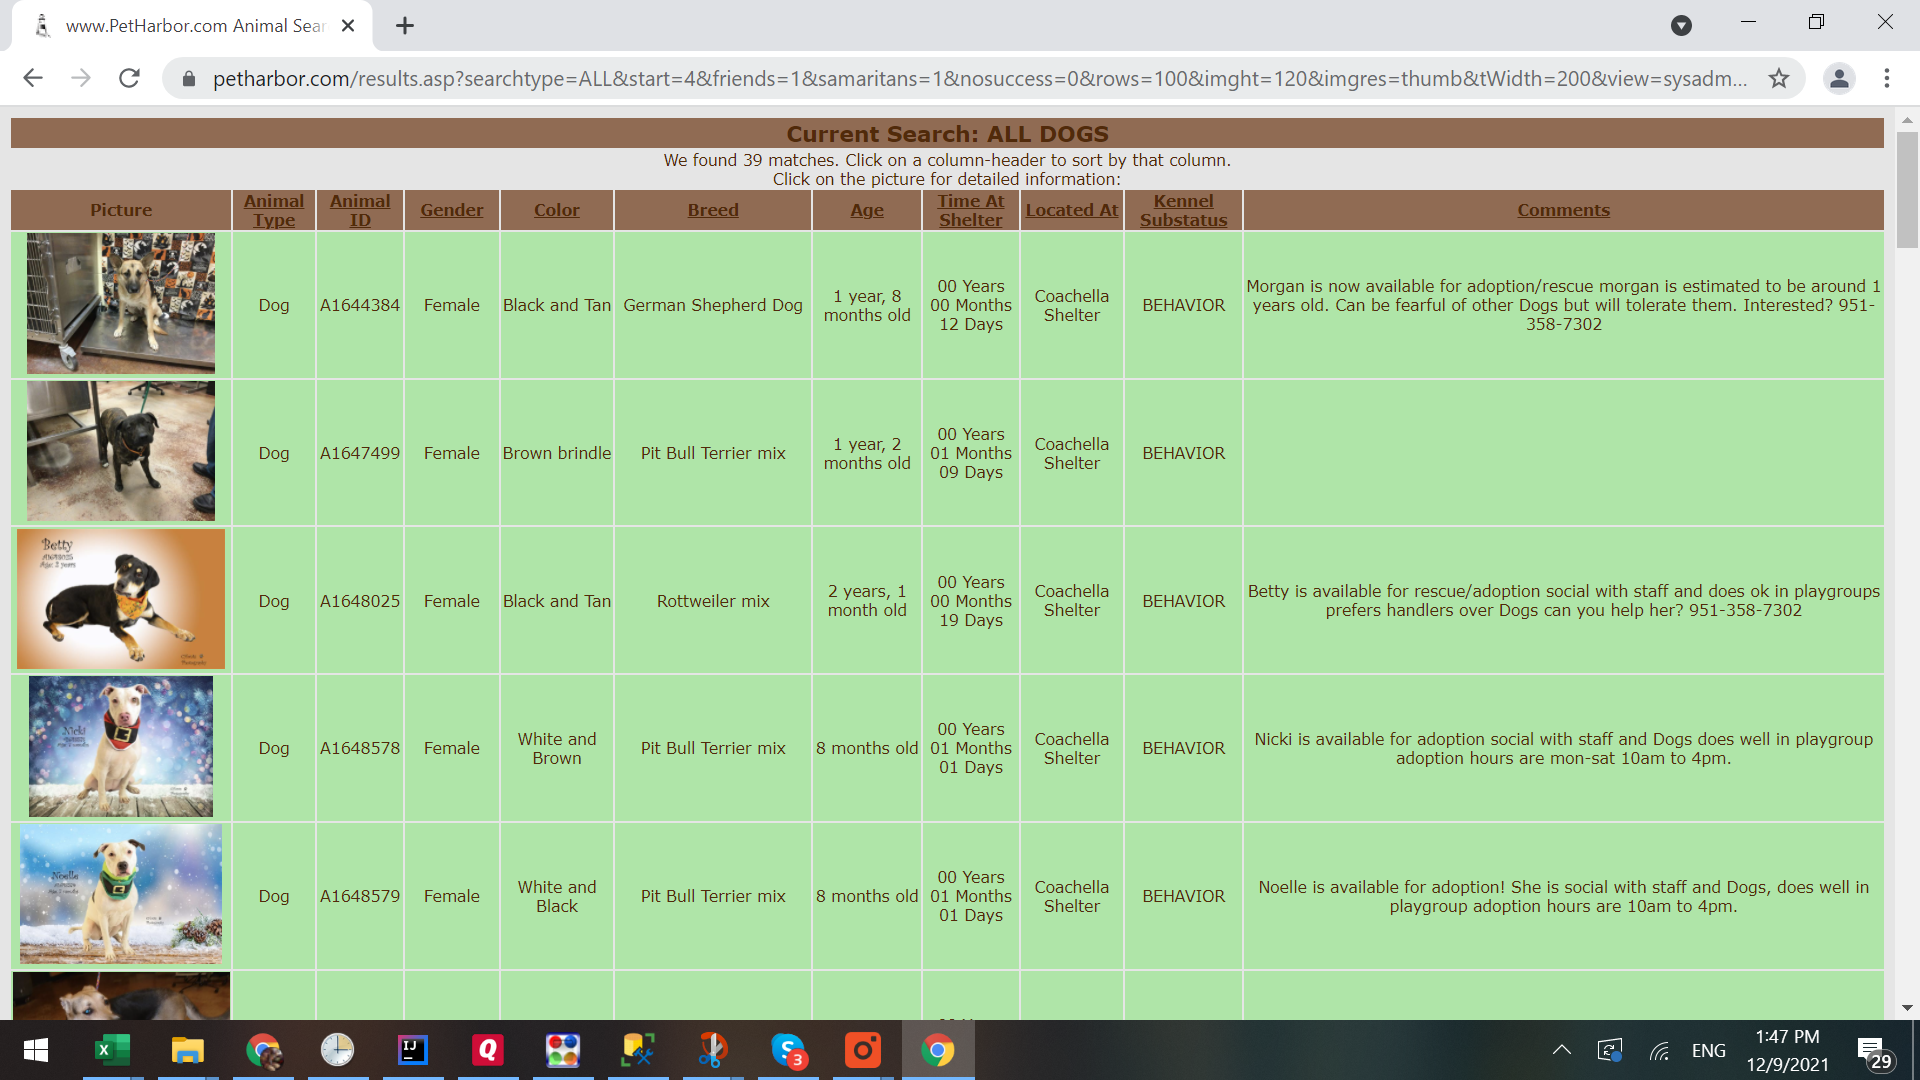 www.PetHarbor.com Animal Sear
petharbor.com/results.asp?searchtype=ALL&start=4&friends=1&samaritans=1&nosuccess=0&rows=100&imght=120&imgres=thumb&tWidth=200&view=sysadm...
Current Search: ALL DOGS
We found 39 matches. Click on a column-header to sort by that column.
Click on the picture for detailed information:
Picture
Animal
Type
Animal
ID
Gender
Color
Breed
Age
Time At
Shelter
Located At
Kennel
Substatus
Comments
Dog
A1644384
Female
Black and Tan
German Shepherd Dog
1 year, 8
months old
00 Years
00 Months
12 Days
Coachella
Shelter
BEHAVIOR
Morgan is now available for adoption/rescue morgan is estimated to be around 1
years old. Can be fearful of other Dogs but will tolerate them. Interested? 951-
358-7302
Dog
A1647499
Female
Brown brindle
Pit Bull Terrier mix
1 year, 2
months old
00 Years
01 Months
09 Days
Coachella
Shelter
BEHAVIOR
Betty
Dog
A1648025
Female
Black and Tan
Rottweiler mix
2 years, 1
month old
00 Years
00 Months
19 Days
Coachella
Shelter
BEHAVIOR
Betty is available for rescue/adoption social with staff and does ok in playgroups
prefers handlers over Dogs can you help her? 951-358-7302
Nicki
Dog
A1648578
Female
White and
Brown
Pit Bull Terrier mix
8 months old
00 Years
01 Months
01 Days
Coachella
Shelter
BEHAVIOR
Nicki is available for adoption social with staff and Dogs does well in playgroup
adoption hours are mon-sat 10am to 4pm.
Noelle
Dog
A1648579
Female
White and
Black
Pit Bull Terrier mix
8 months old
00 Years
01 Months
01 Days
Coachella
Shelter
BEHAVIOR
Noelle is available for adoption! She is social with staff and Dogs, does well in
playgroup adoption hours are 10am to 4pm.
X
IJ
Q
S
3
ENG
1:47 PM
12/9/2021
29